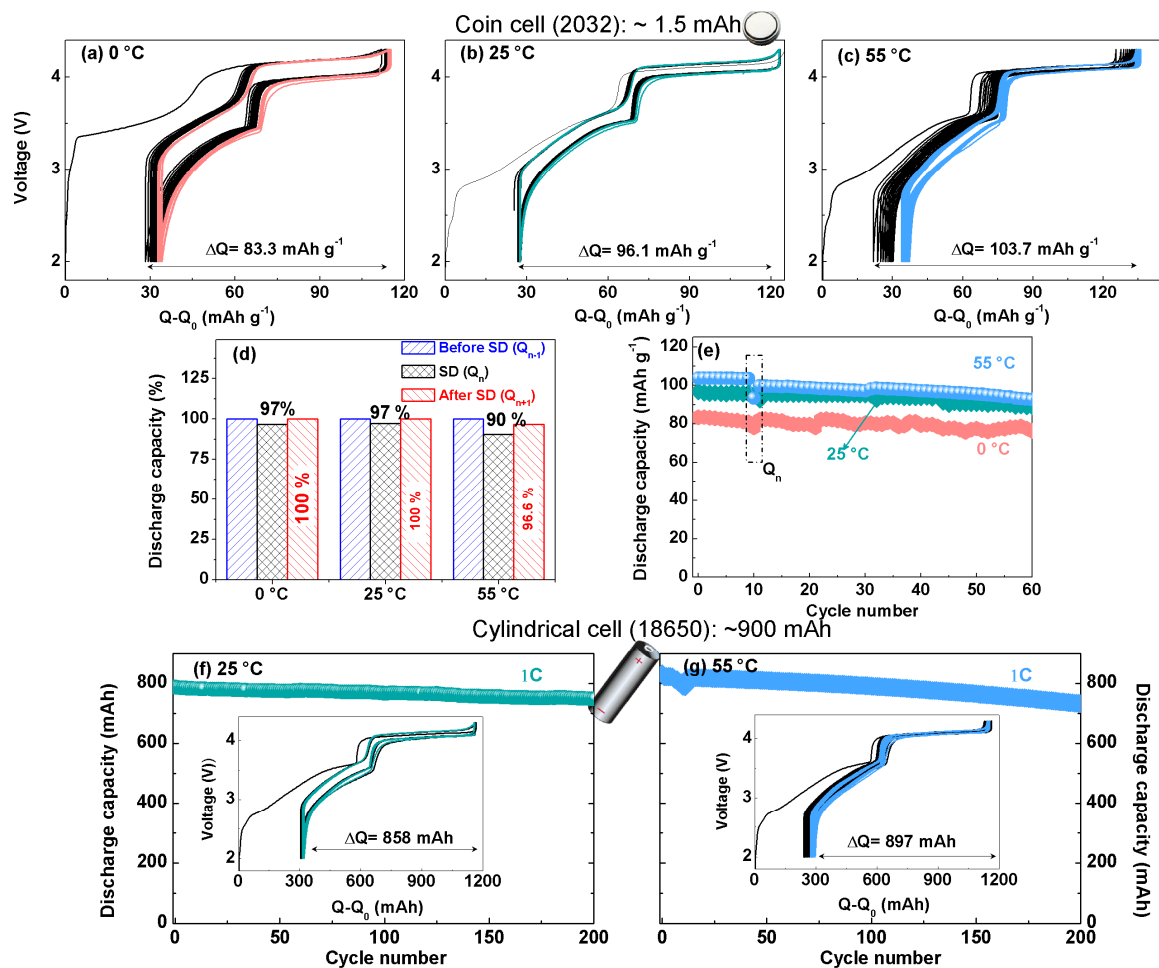 Coin cell (2032): ~ 1.5 mAh
(a) 0 °C
Voltage (V)
4
3
2
ΔQ= 83.3 mAh g⁻¹
0 30 60 90 120
Q-Q₀ (mAh g⁻¹)
(b) 25 °C
4
3
2
ΔQ= 96.1 mAh g⁻¹
0 30 60 90 120
Q-Q₀ (mAh g⁻¹)
(c) 55 °C
4
3
2
ΔQ= 103.7 mAh g⁻¹
0 30 60 90 120
Q-Q₀ (mAh g⁻¹)
(d)
Before SD (Qₙ₋₁)
SD (Qₙ)
After SD (Qₙ₊₁)
Discharge capacity (%)
125
100
75
50
25
0
97%
97 %
90 %
100 %
100 %
96.6 %
0 °C 25 °C 55 °C
(e)
Discharge capacity (mAh g⁻¹)
120
100
80
60
40
20
0
55 °C
25 °C
0 °C
Qₙ
0 10 20 30 40 50 60
Cycle number
Cylindrical cell (18650): ~900 mAh
(f) 25 °C
1C
Discharge capacity (mAh)
800
600
400
200
0
Voltage (V)
4
3
2
ΔQ= 858 mAh
0 300 600 900 1200
Q-Q₀ (mAh)
0 50 100 150 200
Cycle number
+
−
(g) 55 °C
1C
Discharge capacity (mAh)
800
600
400
200
0
Voltage (V)
4
3
2
ΔQ= 897 mAh
0 300 600 900 1200
Q-Q₀ (mAh)
0 50 100 150 200
Cycle number